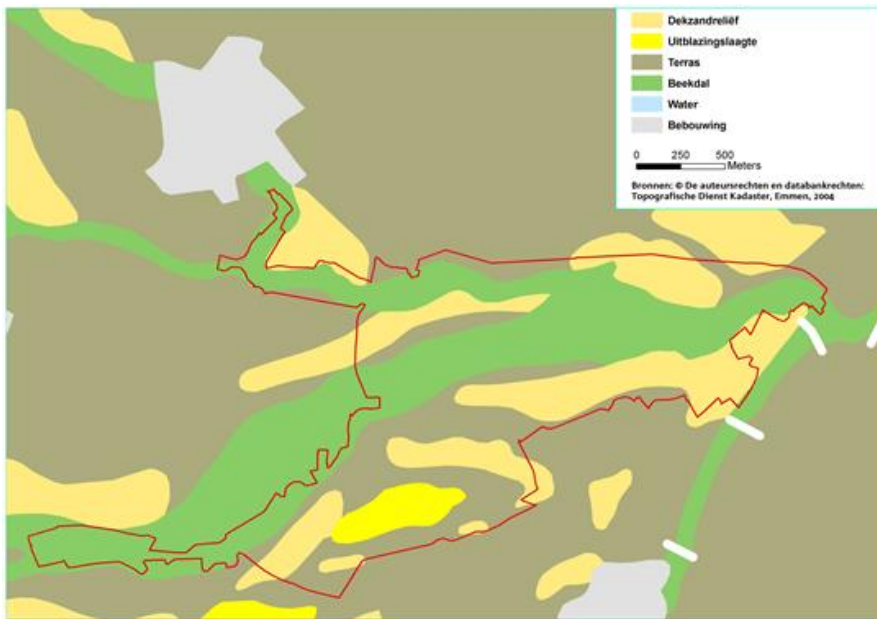 Dekzandreliëf
Uitblazingslaagte
Terras
Beekdal
Water
Bebouwing
0 250 500
Meters
Bronnen: © De auteursrechten en databankrechten:
Topografische Dienst Kadaster, Emmen, 2004